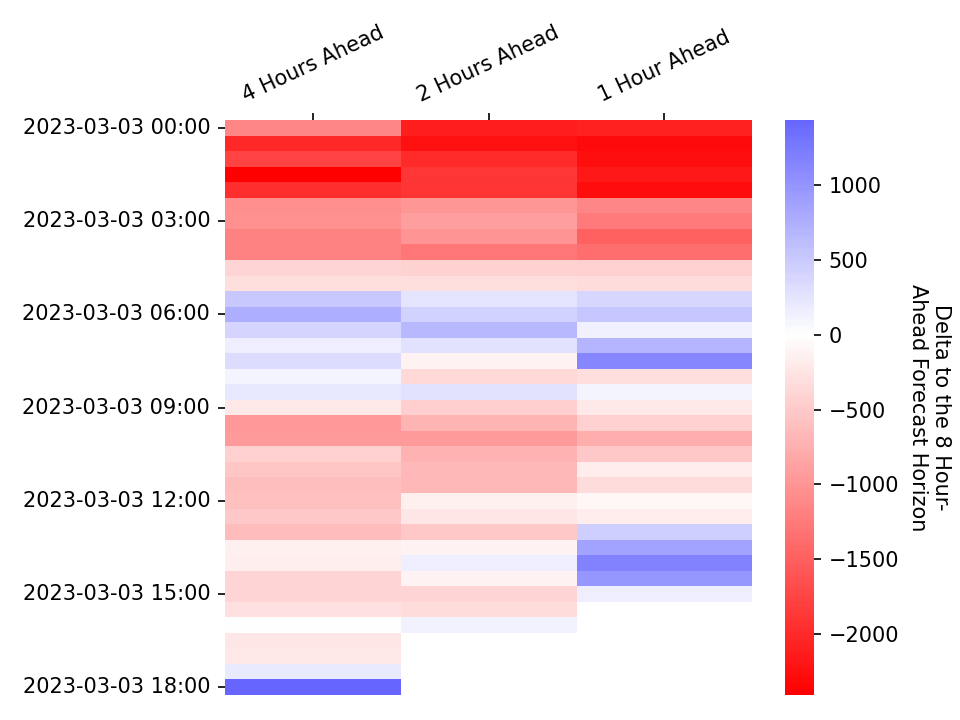 4 Hours Ahead
2 Hours Ahead
1 Hour Ahead
2023-03-03 00:00
2023-03-03 03:00
2023-03-03 06:00
2023-03-03 09:00
2023-03-03 12:00
2023-03-03 15:00
2023-03-03 18:00
1000
500
0
−500
−1000
−1500
−2000
Delta to the 8 Hour-
Ahead Forecast Horizon